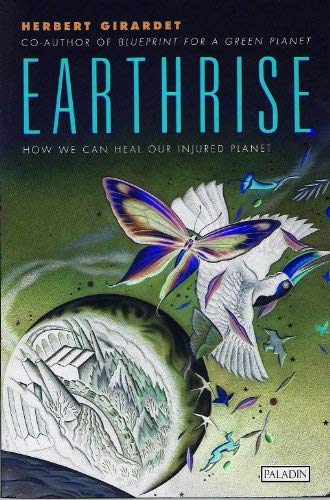 HERBERT GIRARDET
CO-AUTHOR OF BLUEPRINT FOR A GREEN PLANET
EARTHRISE
HOW WE CAN HEAL OUR INJURED PLANET
PALADIN